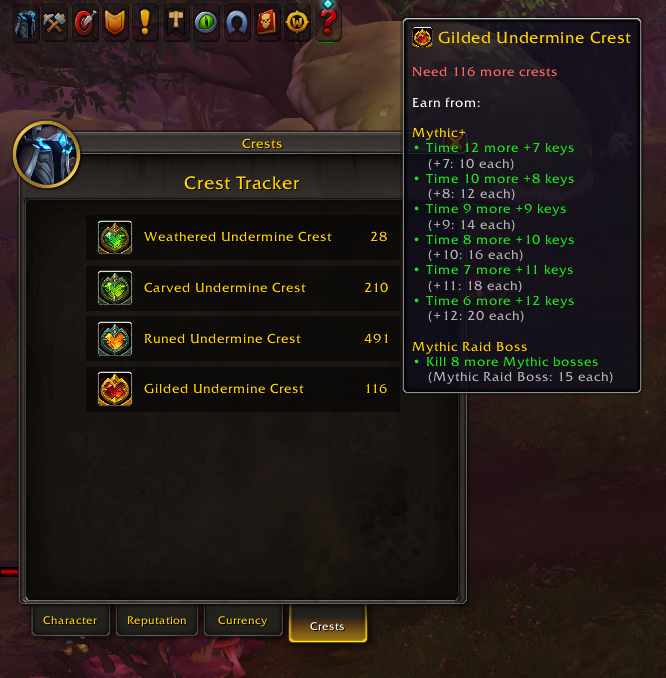 Gilded Undermine Crest
Need 116 more crests
Earn from:
Mythic+
• Time 12 more +7 keys
(+7: 10 each)
• Time 10 more +8 keys
(+8: 12 each)
• Time 9 more +9 keys
(+9: 14 each)
• Time 8 more +10 keys
(+10: 16 each)
• Time 7 more +11 keys
(+11: 18 each)
• Time 6 more +12 keys
(+12: 20 each)
Mythic Raid Boss
• Kill 8 more Mythic bosses
(Mythic Raid Boss: 15 each)
Crests
Crest Tracker
Weathered Undermine Crest 28
Carved Undermine Crest 210
Runed Undermine Crest 491
Gilded Undermine Crest 116
Character Reputation Currency Crests